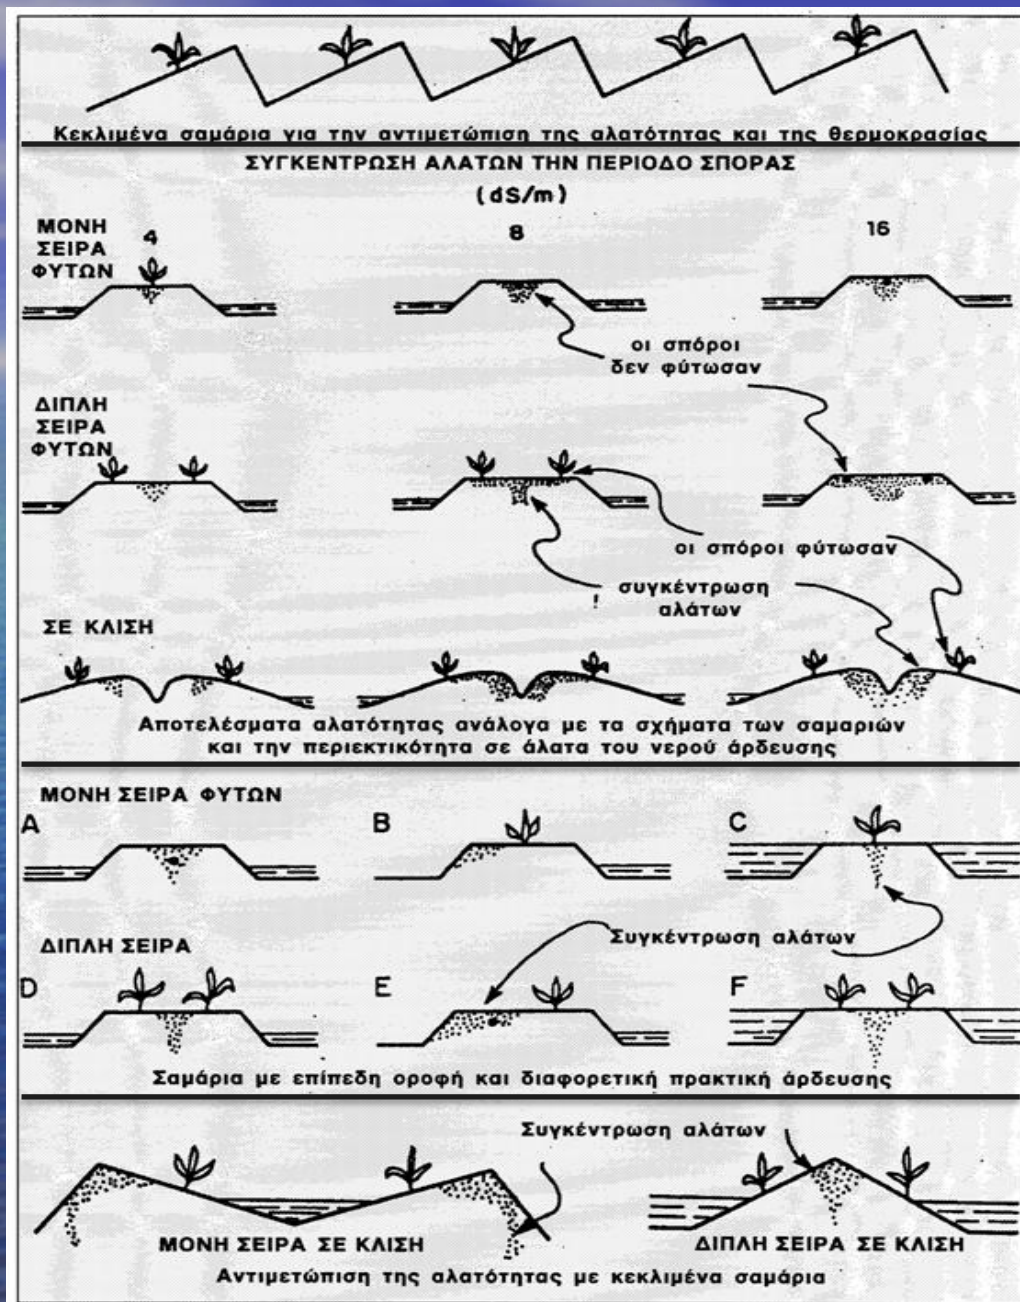 Κεκλιμένα σαμάρια για την αντιμετώπιση της αλατότητας και της θερμοκρασίας
ΣΥΓΚΕΝΤΡΩΣΗ ΑΛΑΤΩΝ ΤΗΝ ΠΕΡΙΟΔΟ ΣΠΟΡΑΣ
(dS/m)
ΜΟΝΗ
ΣΕΙΡΑ
ΦΥΤΩΝ
4
8
16
οι σπόροι
δεν φύτωσαν
ΔΙΠΛΗ
ΣΕΙΡΑ
ΦΥΤΩΝ
οι σπόροι φύτωσαν
συγκέντρωση
αλάτων
ΣΕ ΚΛΙΣΗ
Αποτελέσματα αλατότητας ανάλογα με τα σχήματα των σαμαριών
και την περιεκτικότητα σε άλατα του νερού άρδευσης
ΜΟΝΗ ΣΕΙΡΑ ΦΥΤΩΝ
A B C
ΔΙΠΛΗ ΣΕΙΡΑ
Συγκέντρωση αλάτων
D E F
Σαμάρια με επίπεδη οροφή και διαφορετική πρακτική άρδευσης
Συγκέντρωση αλάτων
ΜΟΝΗ ΣΕΙΡΑ ΣΕ ΚΛΙΣΗ
ΔΙΠΛΗ ΣΕΙΡΑ ΣΕ ΚΛΙΣΗ
Αντιμετώπιση της αλατότητας με κεκλιμένα σαμάρια